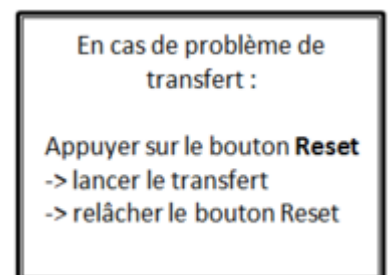 En cas de problème de
transfert :
Appuyer sur le bouton Reset
-> lancer le transfert
-> relâcher le bouton Reset